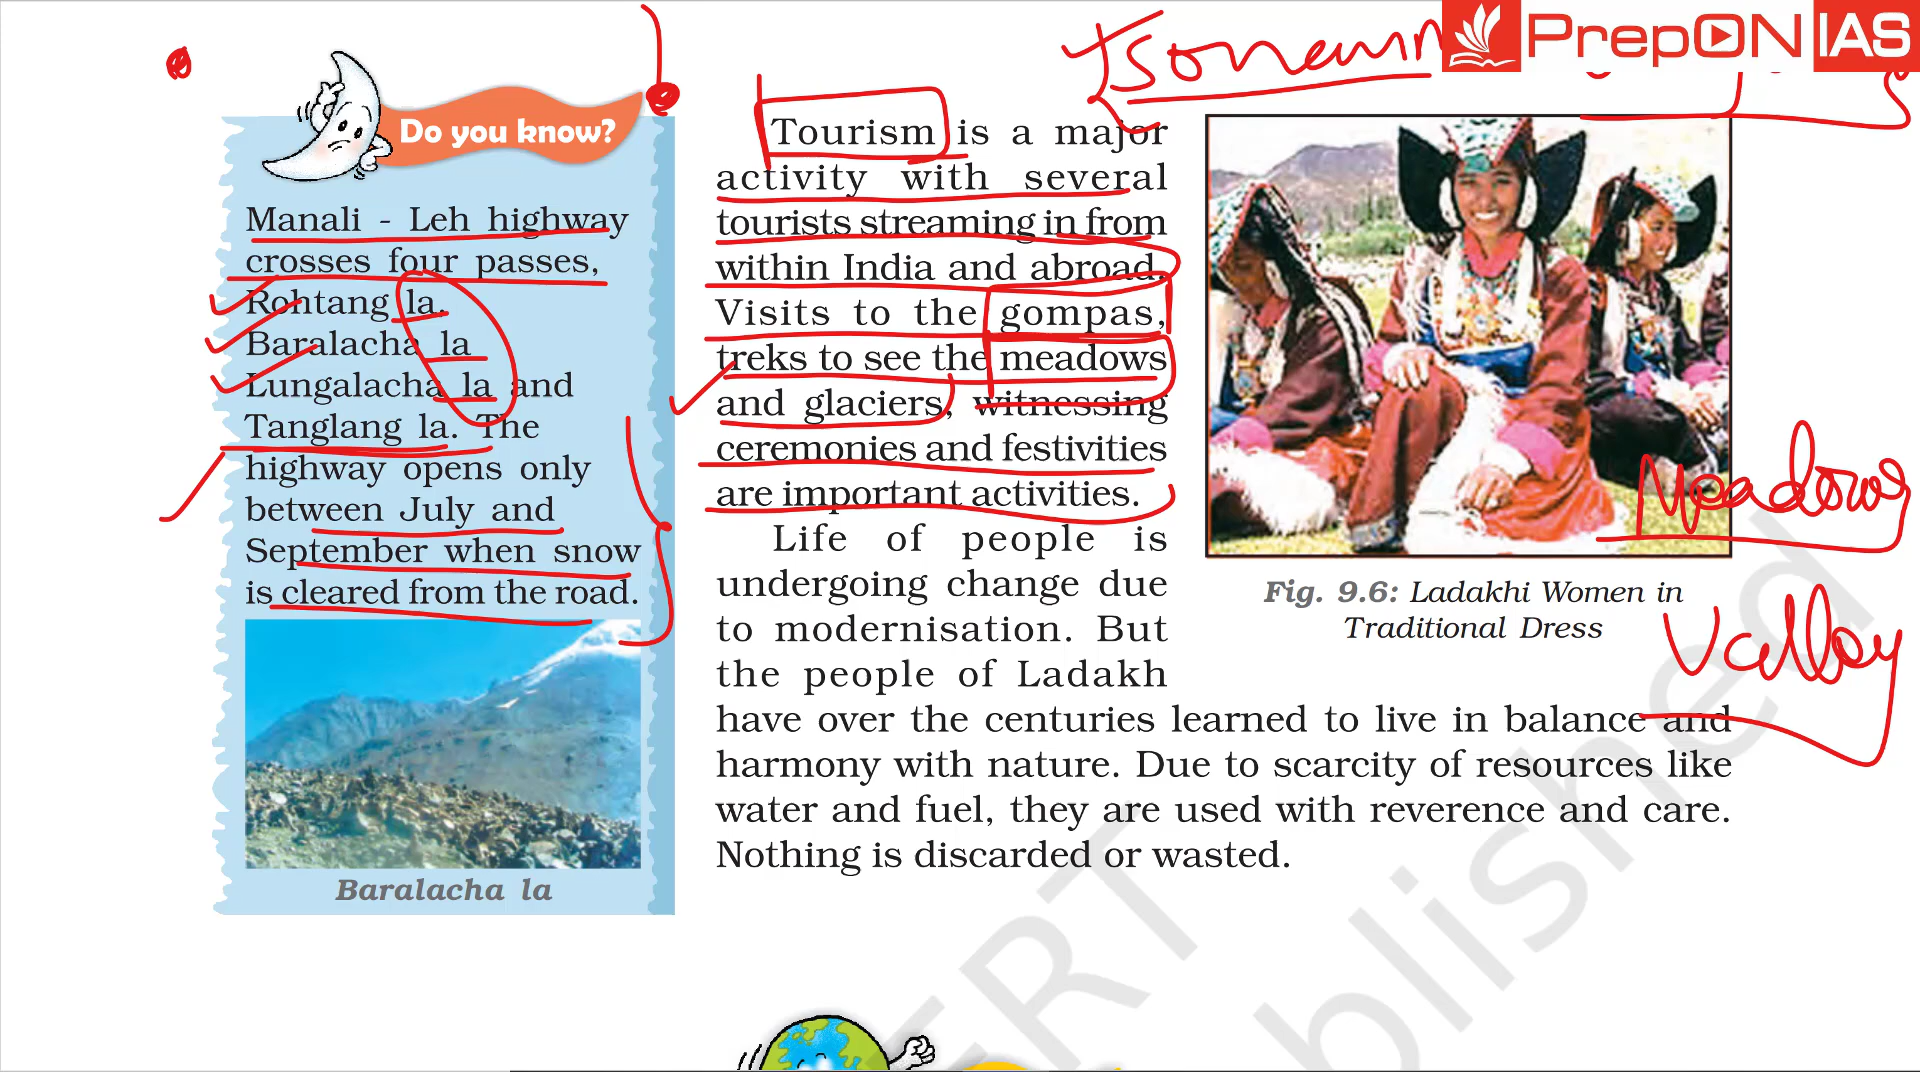 PrepON IAS
Tsonemin
Do you know?
Manali - Leh highway
crosses four passes,
Rohtang la.
Baralacha la
Lungalacha la and
Tanglang la. The
highway opens only
between July and
September when snow
is cleared from the road.
Baralacha la
Tourism is a major
activity with several
tourists streaming in from
within India and abroad.
Visits to the gompas,
treks to see the meadows
and glaciers, witnessing
ceremonies and festivities
are important activities.
Life of people is
undergoing change due
to modernisation. But
the people of Ladakh
have over the centuries learned to live in balance and
harmony with nature. Due to scarcity of resources like
water and fuel, they are used with reverence and care.
Nothing is discarded or wasted.
Fig. 9.6: Ladakhi Women in
Traditional Dress
Meadows
Valley